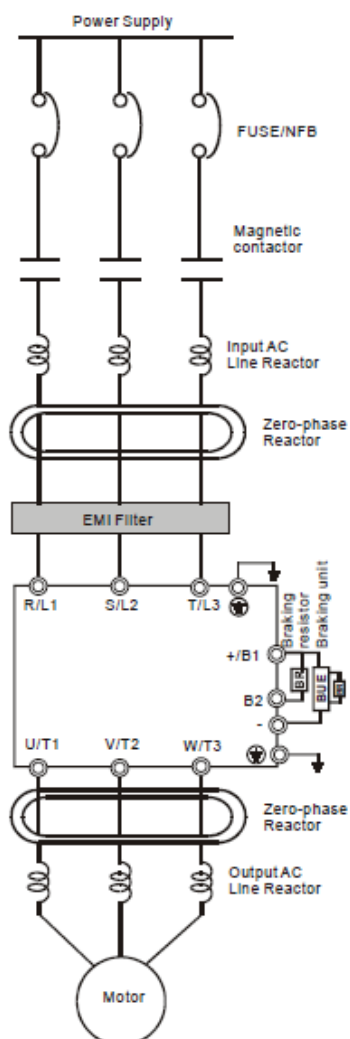 Power Supply
FUSE/NFB
Magnetic
contactor
Input AC
Line Reactor
Zero-phase
Reactor
EMI Filter
R/L1
S/L2
T/L3
Braking
resistor
Braking unit
+/B1
BR
BUE
B2
-
U/T1
V/T2
W/T3
Zero-phase
Reactor
Output AC
Line Reactor
Motor